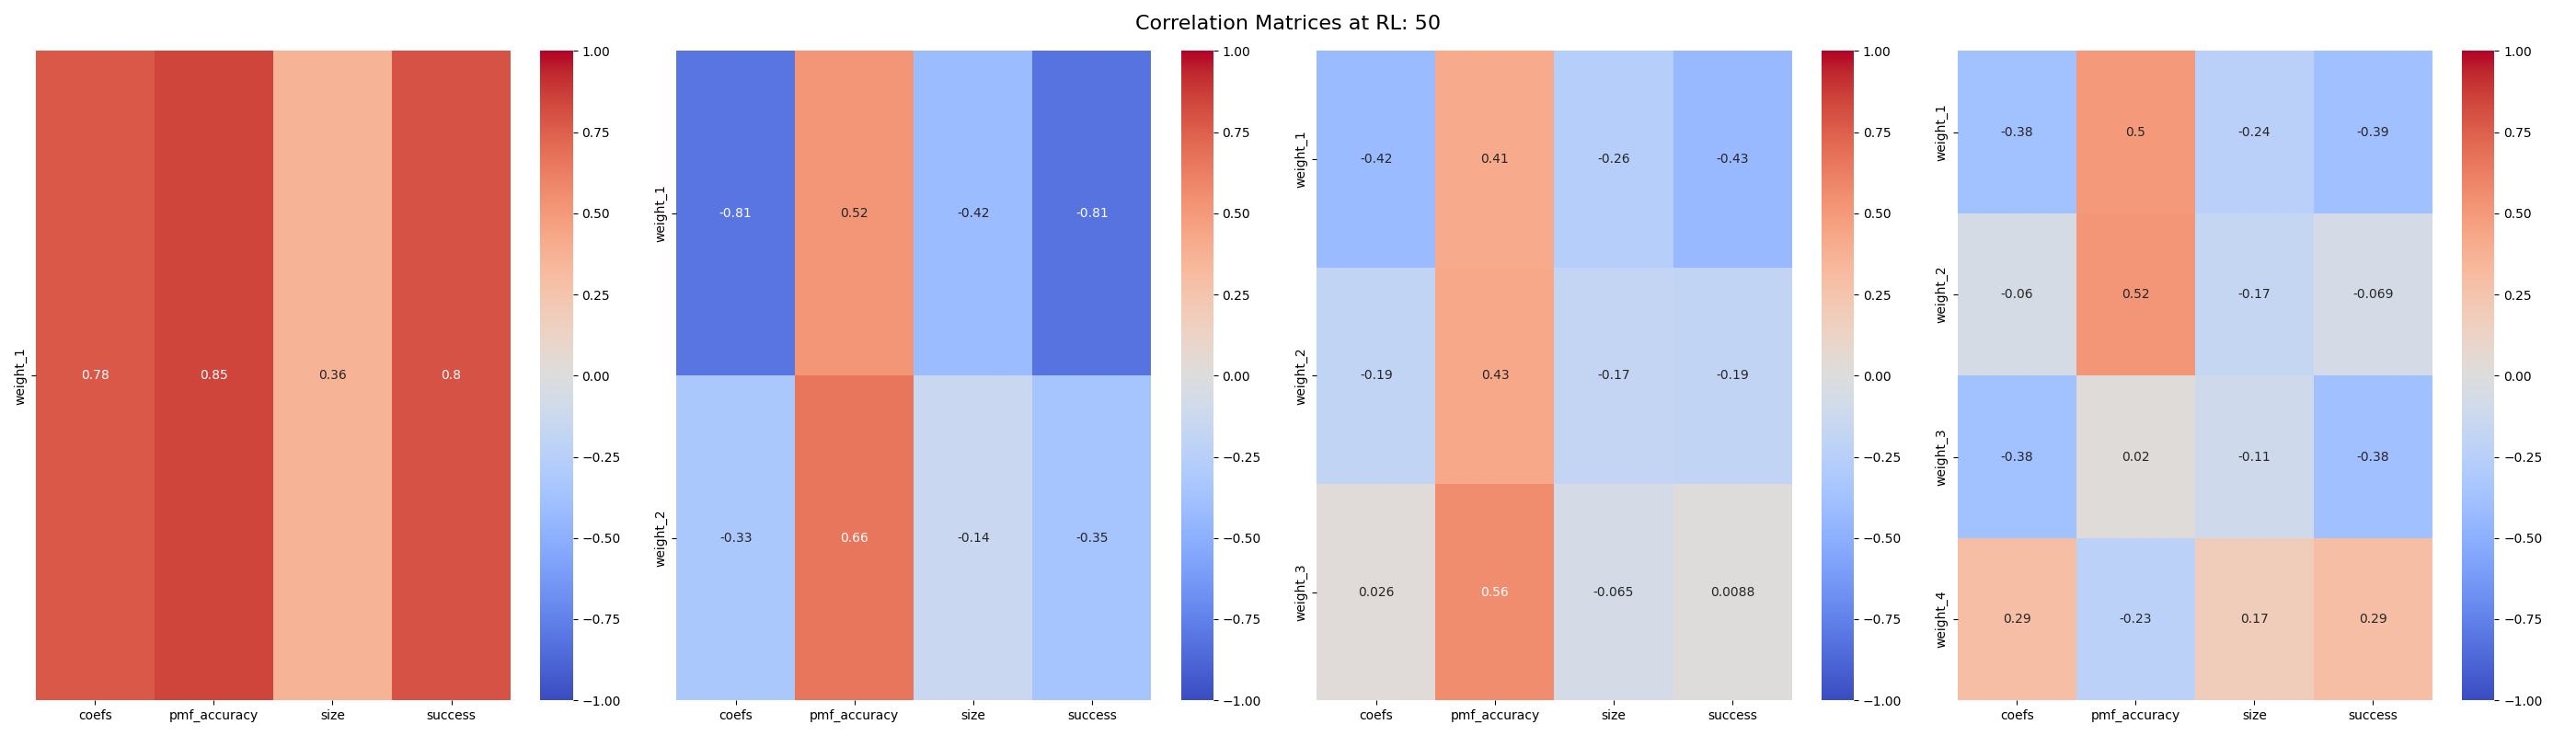 Correlation Matrices at RL: 50
weight_1
0.78 0.85 0.36 0.8
coefs pmf_accuracy size success
1.00
0.75
0.50
0.25
0.00
−0.25
−0.50
−0.75
−1.00
weight_1
-0.81 0.52 -0.42 -0.81
weight_2
-0.33 0.66 -0.14 -0.35
coefs pmf_accuracy size success
1.00
0.75
0.50
0.25
0.00
−0.25
−0.50
−0.75
−1.00
weight_1
-0.42 0.41 -0.26 -0.43
weight_2
-0.19 0.43 -0.17 -0.19
weight_3
0.026 0.56 -0.065 0.0088
coefs pmf_accuracy size success
1.00
0.75
0.50
0.25
0.00
−0.25
−0.50
−0.75
−1.00
weight_1
-0.38 0.5 -0.24 -0.39
weight_2
-0.06 0.52 -0.17 -0.069
weight_3
-0.38 0.02 -0.11 -0.38
weight_4
0.29 -0.23 0.17 0.29
coefs pmf_accuracy size success
1.00
0.75
0.50
0.25
0.00
−0.25
−0.50
−0.75
−1.00